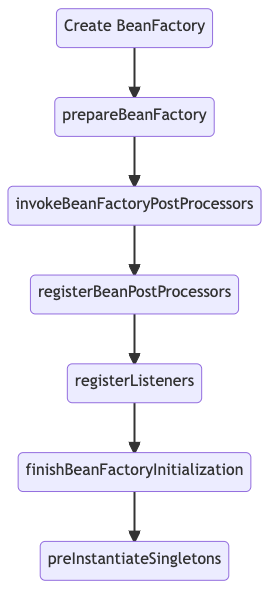 Create BeanFactory
prepareBeanFactory
invokeBeanFactoryPostProcessors
registerBeanPostProcessors
registerListeners
finishBeanFactoryInitialization
preInstantiateSingletons